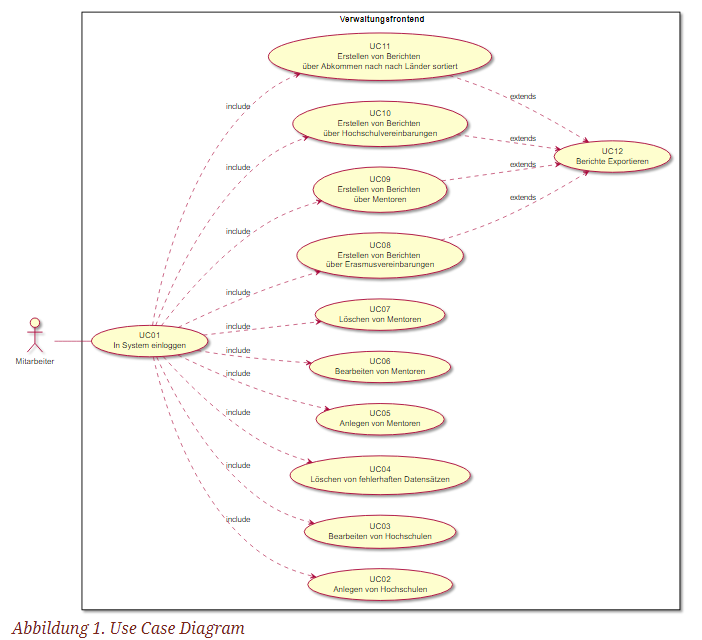 Verwaltungsfrontend
UC11
Erstellen von Berichten
über Abkommen nach nach Länder sortiert
include
extends
UC10
Erstellen von Berichten
über Hochschulvereinbarungen
include
extends
UC12
Berichte Exportieren
UC09
Erstellen von Berichten
über Mentoren
include
extends
UC08
Erstellen von Berichten
über Erasmusvereinbarungen
include
extends
UC07
Löschen von Mentoren
include
Mitarbeiter
UC01
In System einloggen
UC06
Bearbeiten von Mentoren
include
UC05
Anlegen von Mentoren
include
UC04
Löschen von fehlerhaften Datensätzen
include
UC03
Bearbeiten von Hochschulen
include
UC02
Anlegen von Hochschulen
include
Abbildung 1. Use Case Diagram